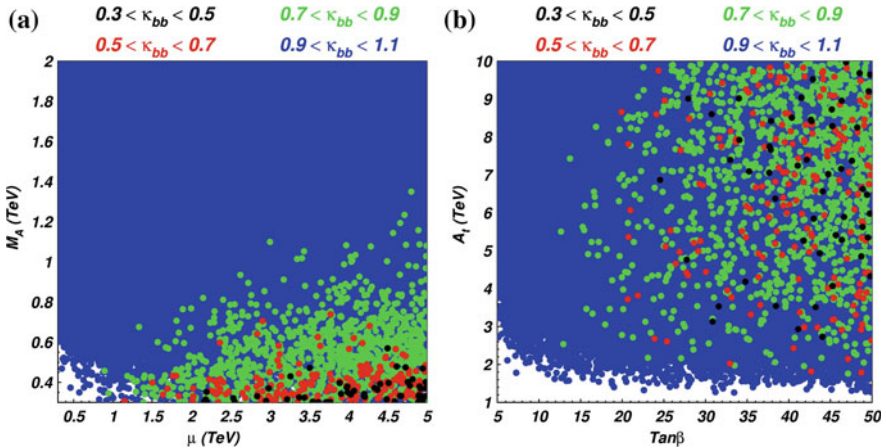 (a)
0.3 < κbb < 0.5
0.7 < κbb < 0.9
0.5 < κbb < 0.7
0.9 < κbb < 1.1
2
1.8
1.6
1.4
1.2
1
0.8
0.6
0.4
MA (TeV)
0.5 1 1.5 2 2.5 3 3.5 4 4.5 5
μ (TeV)
(b)
0.3 < κbb < 0.5
0.7 < κbb < 0.9
0.5 < κbb < 0.7
0.9 < κbb < 1.1
10
9
8
7
6
5
4
3
2
1
At (TeV)
5 10 15 20 25 30 35 40 45 50
Tanβ